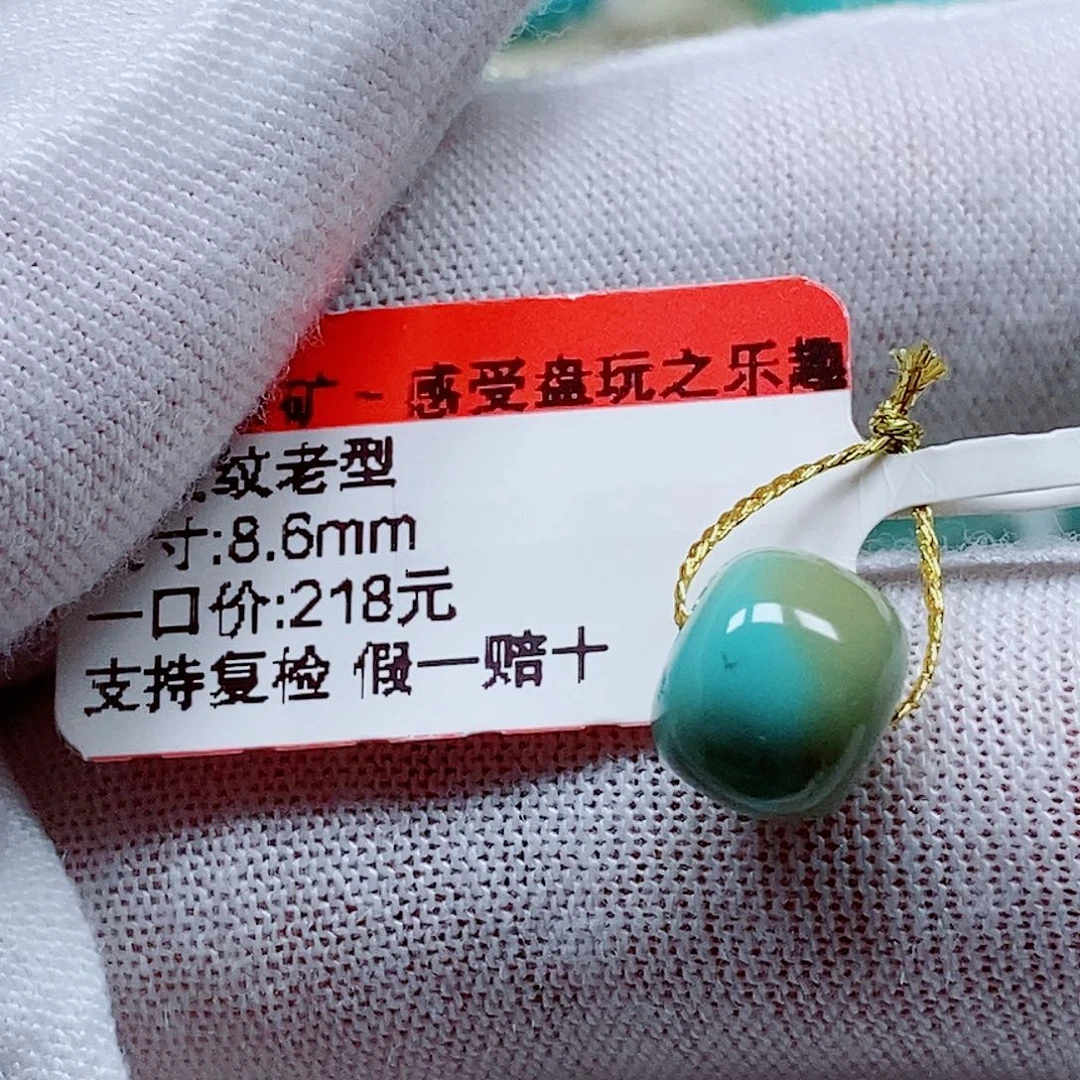 矿 - 感受盘玩之乐趣
纹老型
寸:8.6mm
一口价:218元
支持复检 假一赔十